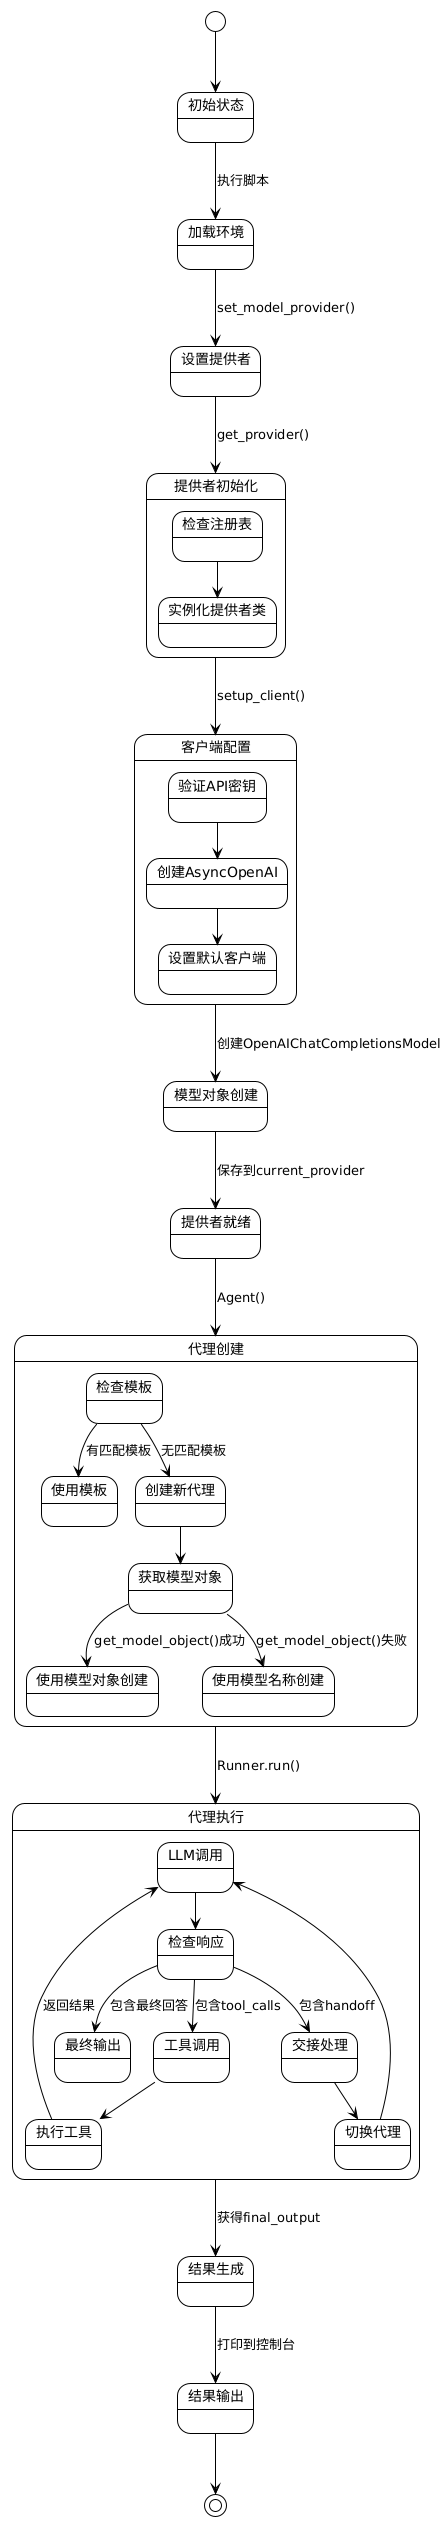 初始状态
执行脚本
加载环境
set_model_provider()
设置提供者
get_provider()
提供者初始化
检查注册表
实例化提供者类
setup_client()
客户端配置
验证API密钥
创建AsyncOpenAI
设置默认客户端
创建OpenAIChatCompletionsModel
模型对象创建
保存到current_provider
提供者就绪
Agent()
代理创建
检查模板
有匹配模板
无匹配模板
使用模板
创建新代理
获取模型对象
get_model_object()成功
get_model_object()失败
使用模型对象创建
使用模型名称创建
Runner.run()
代理执行
LLM调用
检查响应
返回结果
包含最终回答
包含tool_calls
包含handoff
最终输出
工具调用
交接处理
执行工具
切换代理
获得final_output
结果生成
打印到控制台
结果输出